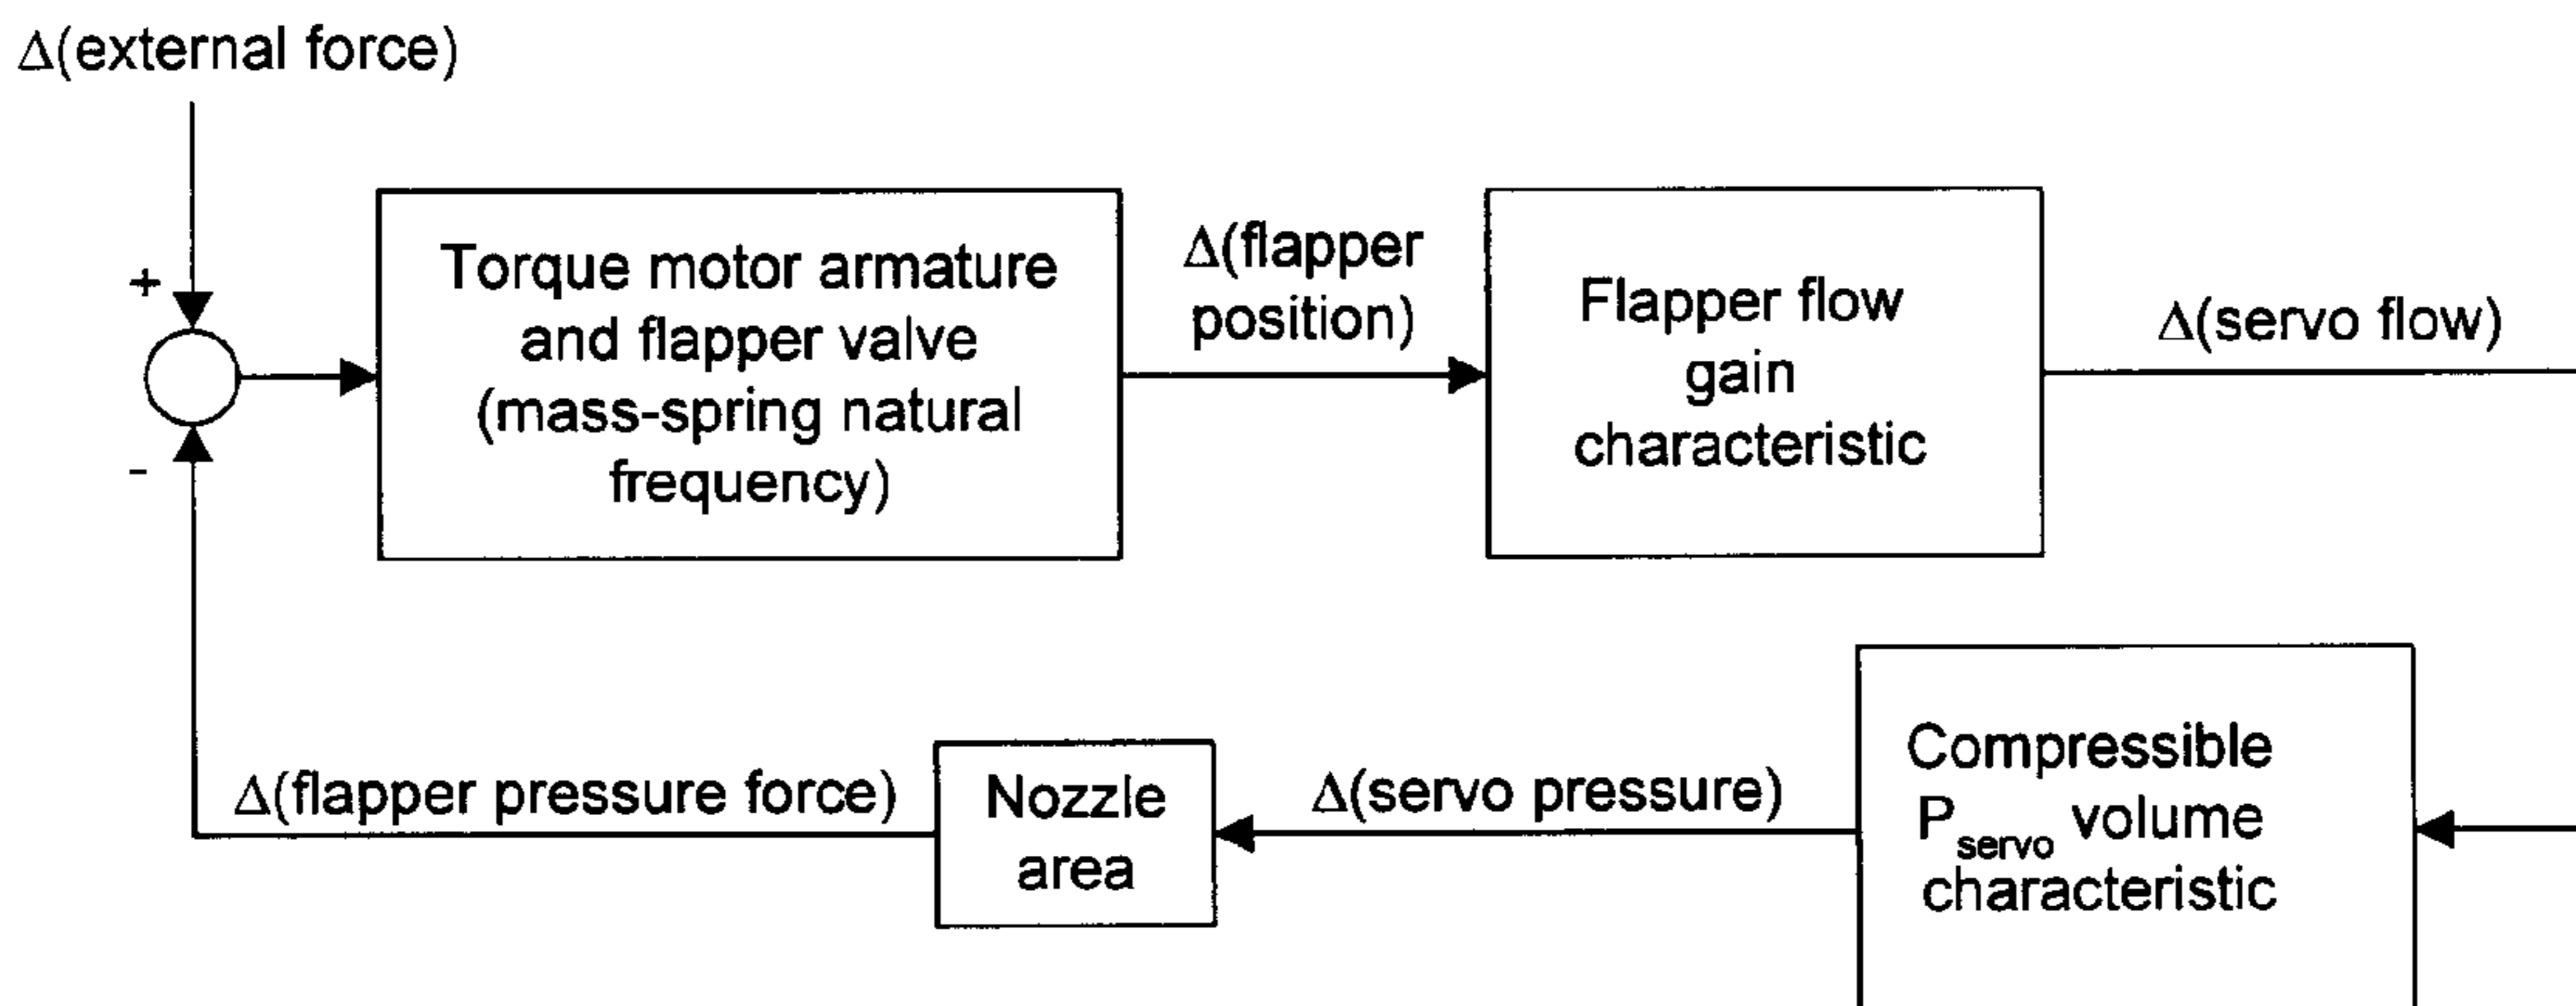 Δ(external force)
+
Torque motor armature
and flapper valve
(mass-spring natural
frequency)
Δ(flapper
position)
Flapper flow
gain
characteristic
Δ(servo flow)
-
Δ(flapper pressure force)
Nozzle
area
Δ(servo pressure)
Compressible
Pservo volume
characteristic